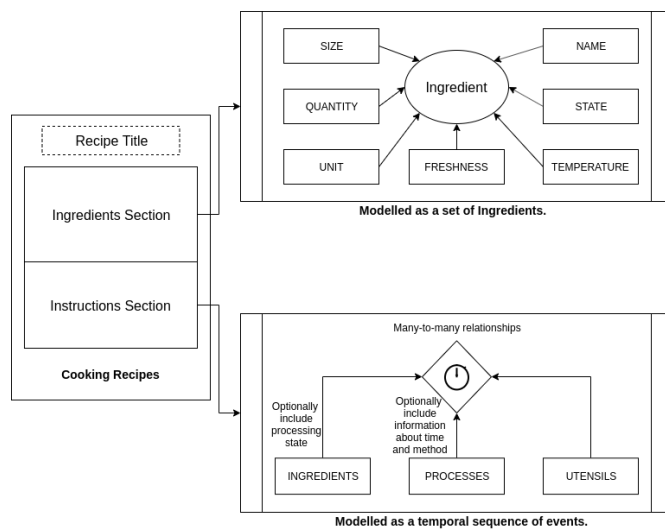 Recipe Title
Ingredients Section
Instructions Section
Cooking Recipes
SIZE
NAME
Ingredient
QUANTITY
STATE
UNIT
FRESHNESS
TEMPERATURE
Modelled as a set of Ingredients.
Many-to-many relationships
Optionally
include
processing
state
Optionally
include
information
about time
and method
INGREDIENTS
PROCESSES
UTENSILS
Modelled as a temporal sequence of events.